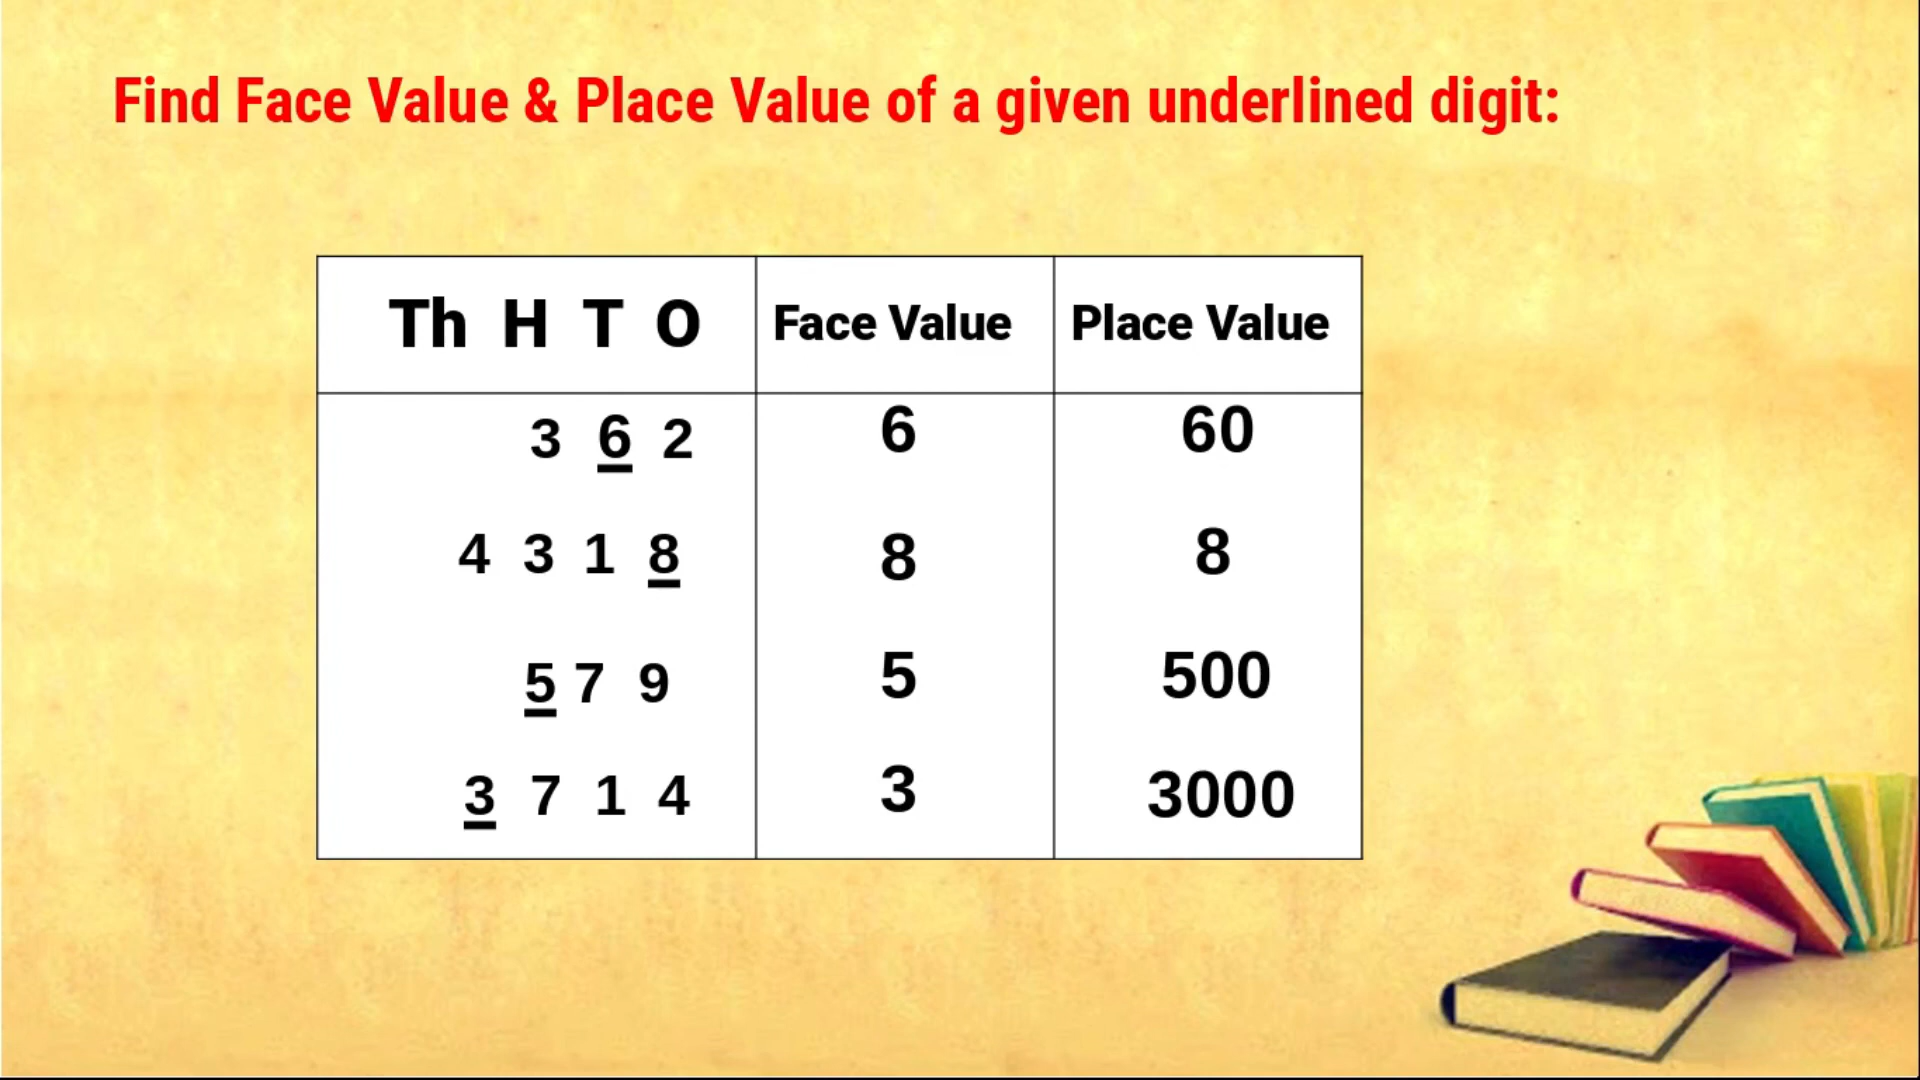 Find Face Value & Place Value of a given underlined digit:
Th H T O Face Value Place Value
3 6 2 6 60
4 3 1 8 8 8
5 7 9 5 500
3 7 1 4 3 3000